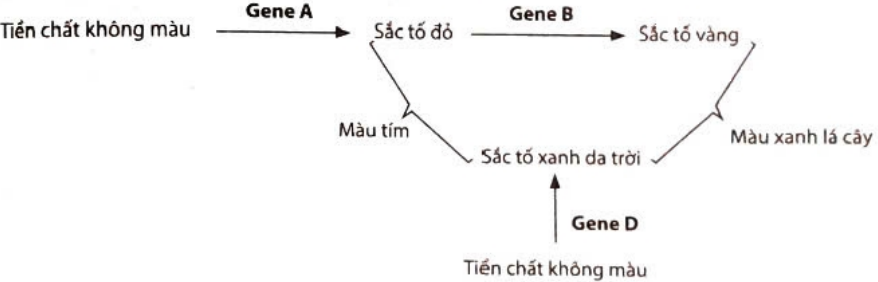 Gene A
Gene B
Tiền chất không màu
Sắc tố đỏ
Sắc tố vàng
Màu tím
Màu xanh lá cây
Sắc tố xanh da trời
Gene D
Tiền chất không màu